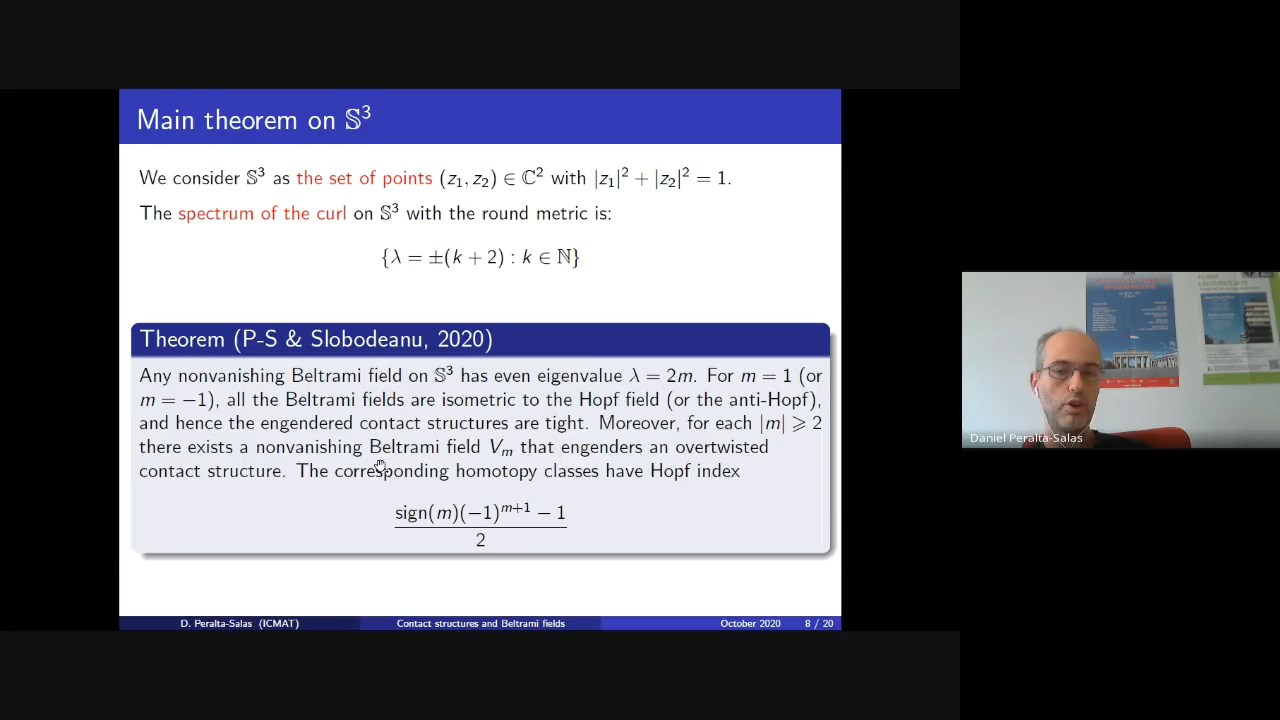 Main theorem on 𝕊³
We consider 𝕊³ as the set of points (z₁, z₂) ∈ ℂ² with |z₁|² + |z₂|² = 1.
The spectrum of the curl on 𝕊³ with the round metric is:
{λ = ±(k + 2) : k ∈ ℕ}
Theorem (P-S & Slobodeanu, 2020)
Any nonvanishing Beltrami field on 𝕊³ has even eigenvalue λ = 2m. For m = 1 (or
m = −1), all the Beltrami fields are isometric to the Hopf field (or the anti-Hopf),
and hence the engendered contact structures are tight. Moreover, for each |m| ⩾ 2
there exists a nonvanishing Beltrami field Vₘ that engenders an overtwisted
contact structure. The corresponding homotopy classes have Hopf index
sign(m)(−1)ᵐ⁺¹ − 1
2
D. Peralta-Salas (ICMAT) Contact structures and Beltrami fields October 2020 8 / 20
Daniel Peralta-Salas